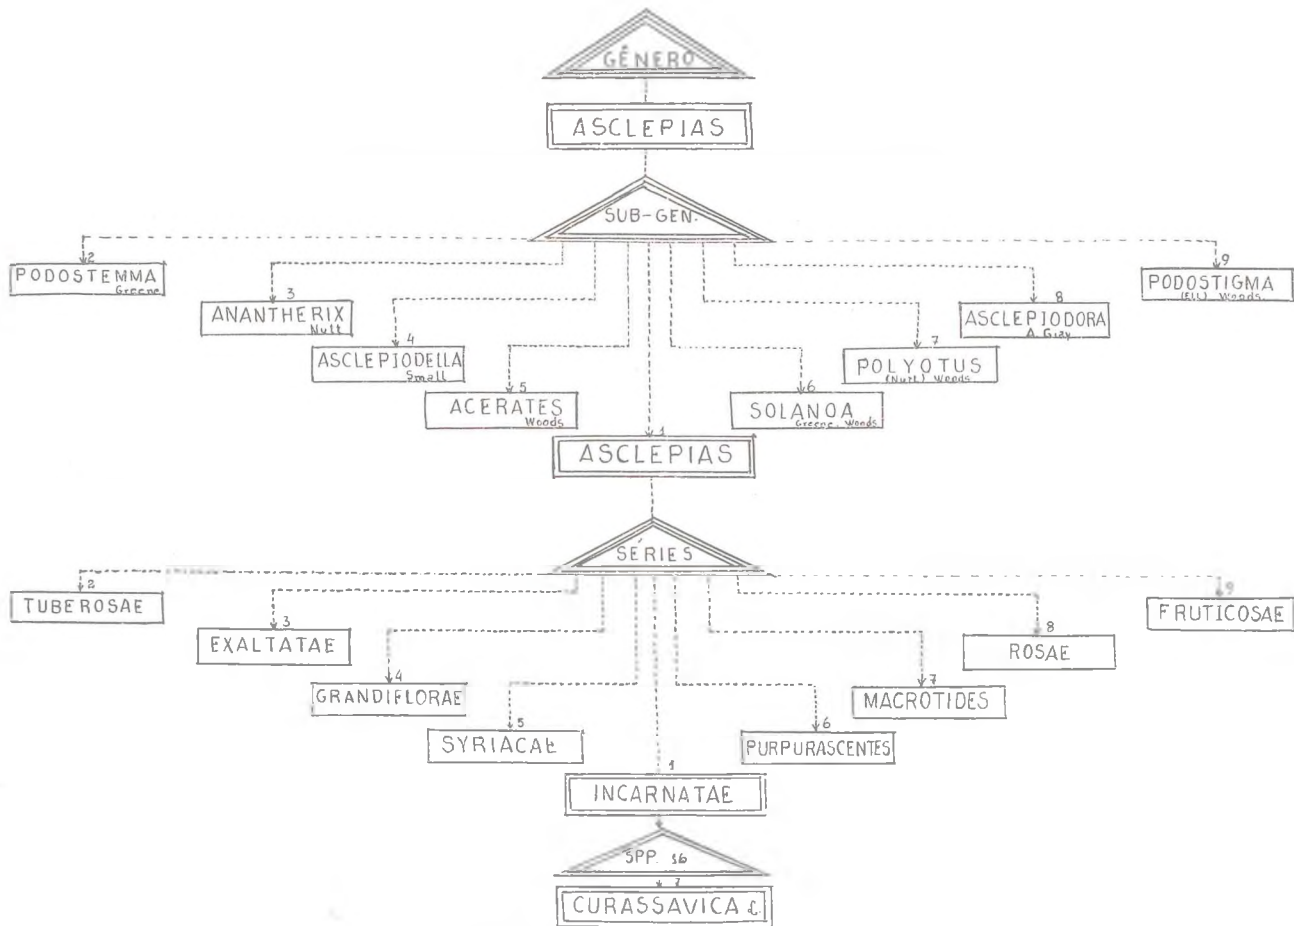 GÊNERO
ASCLEPIAS
SUB-GEN.
2
PODOSTEMMA
Greene
3
ANANTHERIX
Nutt
4
ASCLEPIODELLA
Small
5
ACERATES
Woods
1
ASCLEPIAS
6
SOLANOA
Greene. Woods
7
POLYOTUS
(Nutt.) Woods
8
ASCLEPIODORA
A. Gray
9
PODOSTIGMA
(Ell.) Woods.
SÉRIES
2
TUBEROSAE
3
EXALTATAE
4
GRANDIFLORAE
5
SYRIACAE
1
INCARNATAE
6
PURPURASCENTES
7
MACROTIDES
8
ROSAE
9
FRUTICOSAE
SPP. 16
7
CURASSAVICA L.